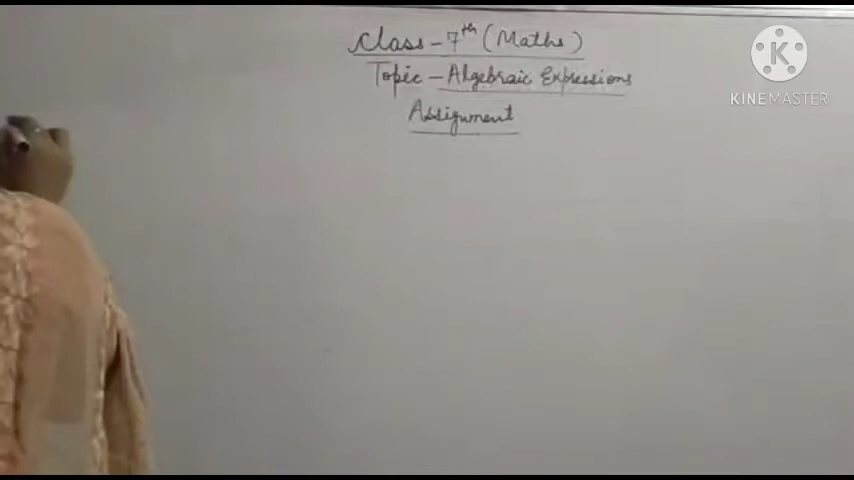 Class - 7th (Maths)
Topic - Algebraic Expressions
Assignment
K
KINEMASTER